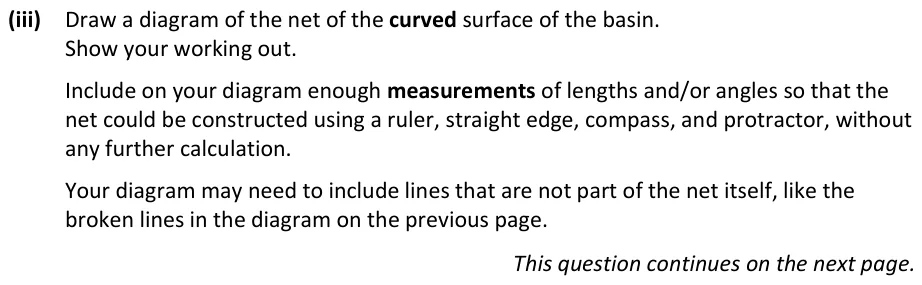 (iii) Draw a diagram of the net of the curved surface of the basin.
Show your working out.
Include on your diagram enough measurements of lengths and/or angles so that the
net could be constructed using a ruler, straight edge, compass, and protractor, without
any further calculation.
Your diagram may need to include lines that are not part of the net itself, like the
broken lines in the diagram on the previous page.
This question continues on the next page.